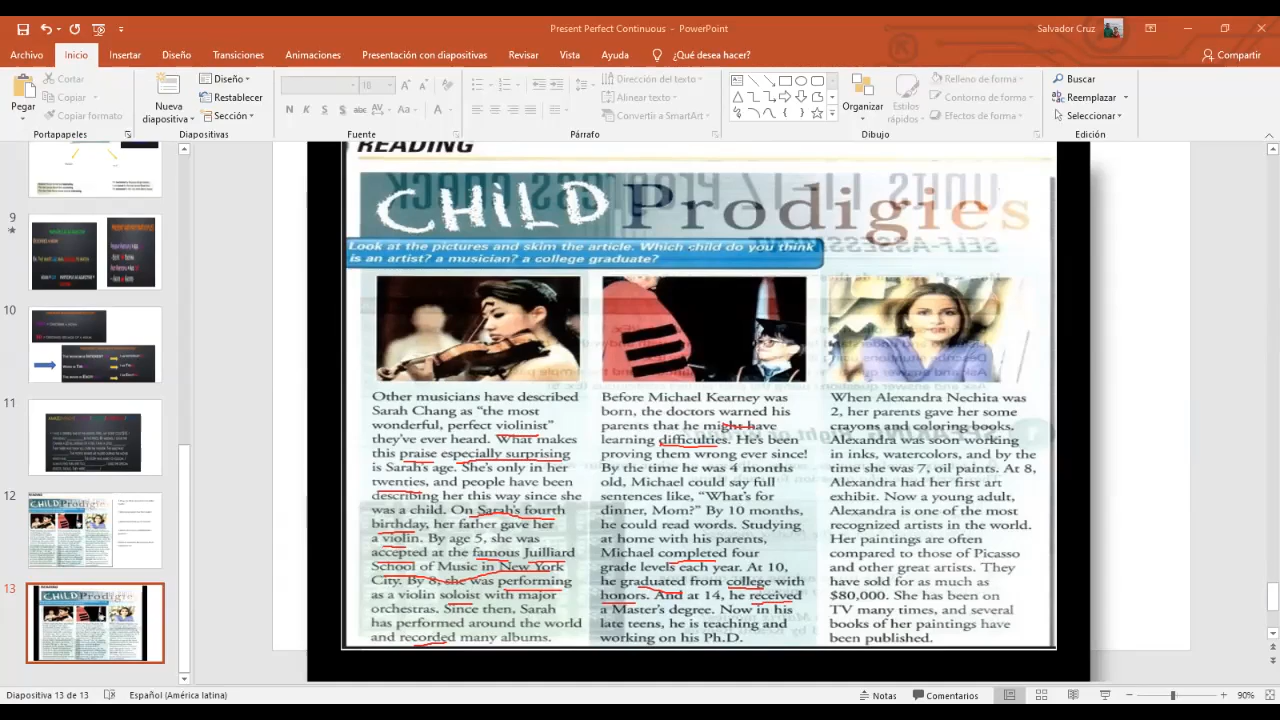 Present Perfect Continuous - PowerPoint
Salvador Cruz
Archivo Inicio Insertar Diseño Transiciones Animaciones Presentación con diapositivas Revisar Vista Ayuda ¿Qué desea hacer? Compartir
Pegar
Cortar
Copiar
Copiar formato
Portapapeles
Nueva
diapositiva
Diseño
Restablecer
Sección
Diapositivas
18
N K S S abc AV Aa A
Fuente
Dirección del texto
Alinear texto
Convertir a SmartArt
Párrafo
Organizar
Estilos
rápidos
Relleno de forma
Contorno de forma
Efectos de forma
Dibujo
Buscar
Reemplazar
Seleccionar
Edición
9
10
11
12
13
READING
CHILD Prodigies
Look at the pictures and skim the article. Which child do you think
is an artist? a musician? a college graduate?
Other musicians have described
Sarah Chang as "the most
wonderful, perfect violinist"
they've ever heard. What makes
this praise especially surprising
is Sarah's age. She's only in her
twenties, and people have been
describing her this way since she
was a child. On Sarah's fourth
birthday, her father gave her
a violin. By age 5, she was
accepted at the famous Juilliard
School of Music in New York
City. By 8, she was performing
as a violin soloist with major
orchestras. Since then, Sarah
has performed around the world
and recorded many albums.
Before Michael Kearney was
born, the doctors warned his
parents that he might have
learning difficulties. He's been
proving them wrong ever since!
By the time he was 4 months
old, Michael could say full
sentences like, "What's for
dinner, Mom?" By 10 months,
he could read words. Studying
at home with his parents,
Michael completed four
grade levels each year. At 10,
he graduated from college with
honors. And at 14, he received
a Master's degree. Now in his
late teens, he is teaching and
working on his Ph.D.
When Alexandra Nechita was
2, her parents gave her some
crayons and coloring books.
Alexandra was soon working
in inks, watercolors, and by the
time she was 7, oil paints. At 8,
Alexandra had her first art
exhibit. Now a young adult,
Alexandra is one of the most
recognized artists in the world.
Her paintings are often
compared to those of Picasso
and other great artists. They
have sold for as much as
$80,000. She has been on
TV many times, and several
books of her paintings have
been published.
Diapositiva 13 de 13 Español (América latina) Notas Comentarios 90%